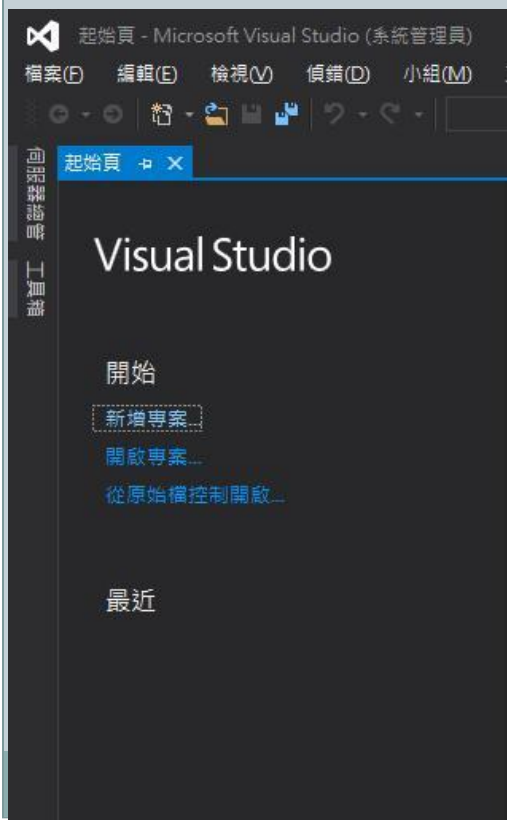 起始頁 - Microsoft Visual Studio (系統管理員)
檔案(F) 編輯(E) 檢視(V) 偵錯(D) 小組(M)
起始頁
伺服器總管
工具箱
Visual Studio
開始
新增專案...
開啟專案...
從原始檔控制開啟...
最近